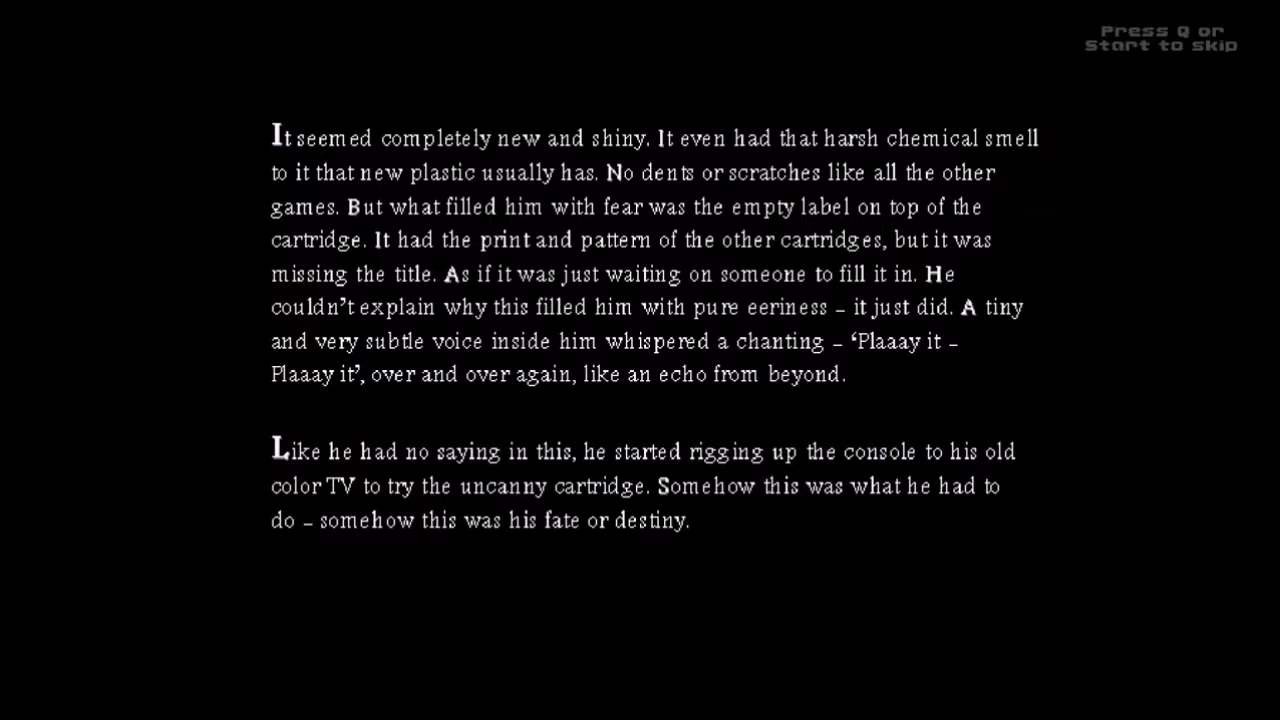 Press Q or
Start to skip
It seemed completely new and shiny. It even had that harsh chemical smell
to it that new plastic usually has. No dents or scratches like all the other
games. But what filled him with fear was the empty label on top of the
cartridge. It had the print and pattern of the other cartridges, but it was
missing the title. As if it was just waiting on someone to fill it in. He
couldn't explain why this filled him with pure eeriness – it just did. A tiny
and very subtle voice inside him whispered a chanting – ‘Plaaay it –
Plaaay it’, over and over again, like an echo from beyond.
Like he had no saying in this, he started rigging up the console to his old
color TV to try the uncanny cartridge. Somehow this was what he had to
do – somehow this was his fate or destiny.